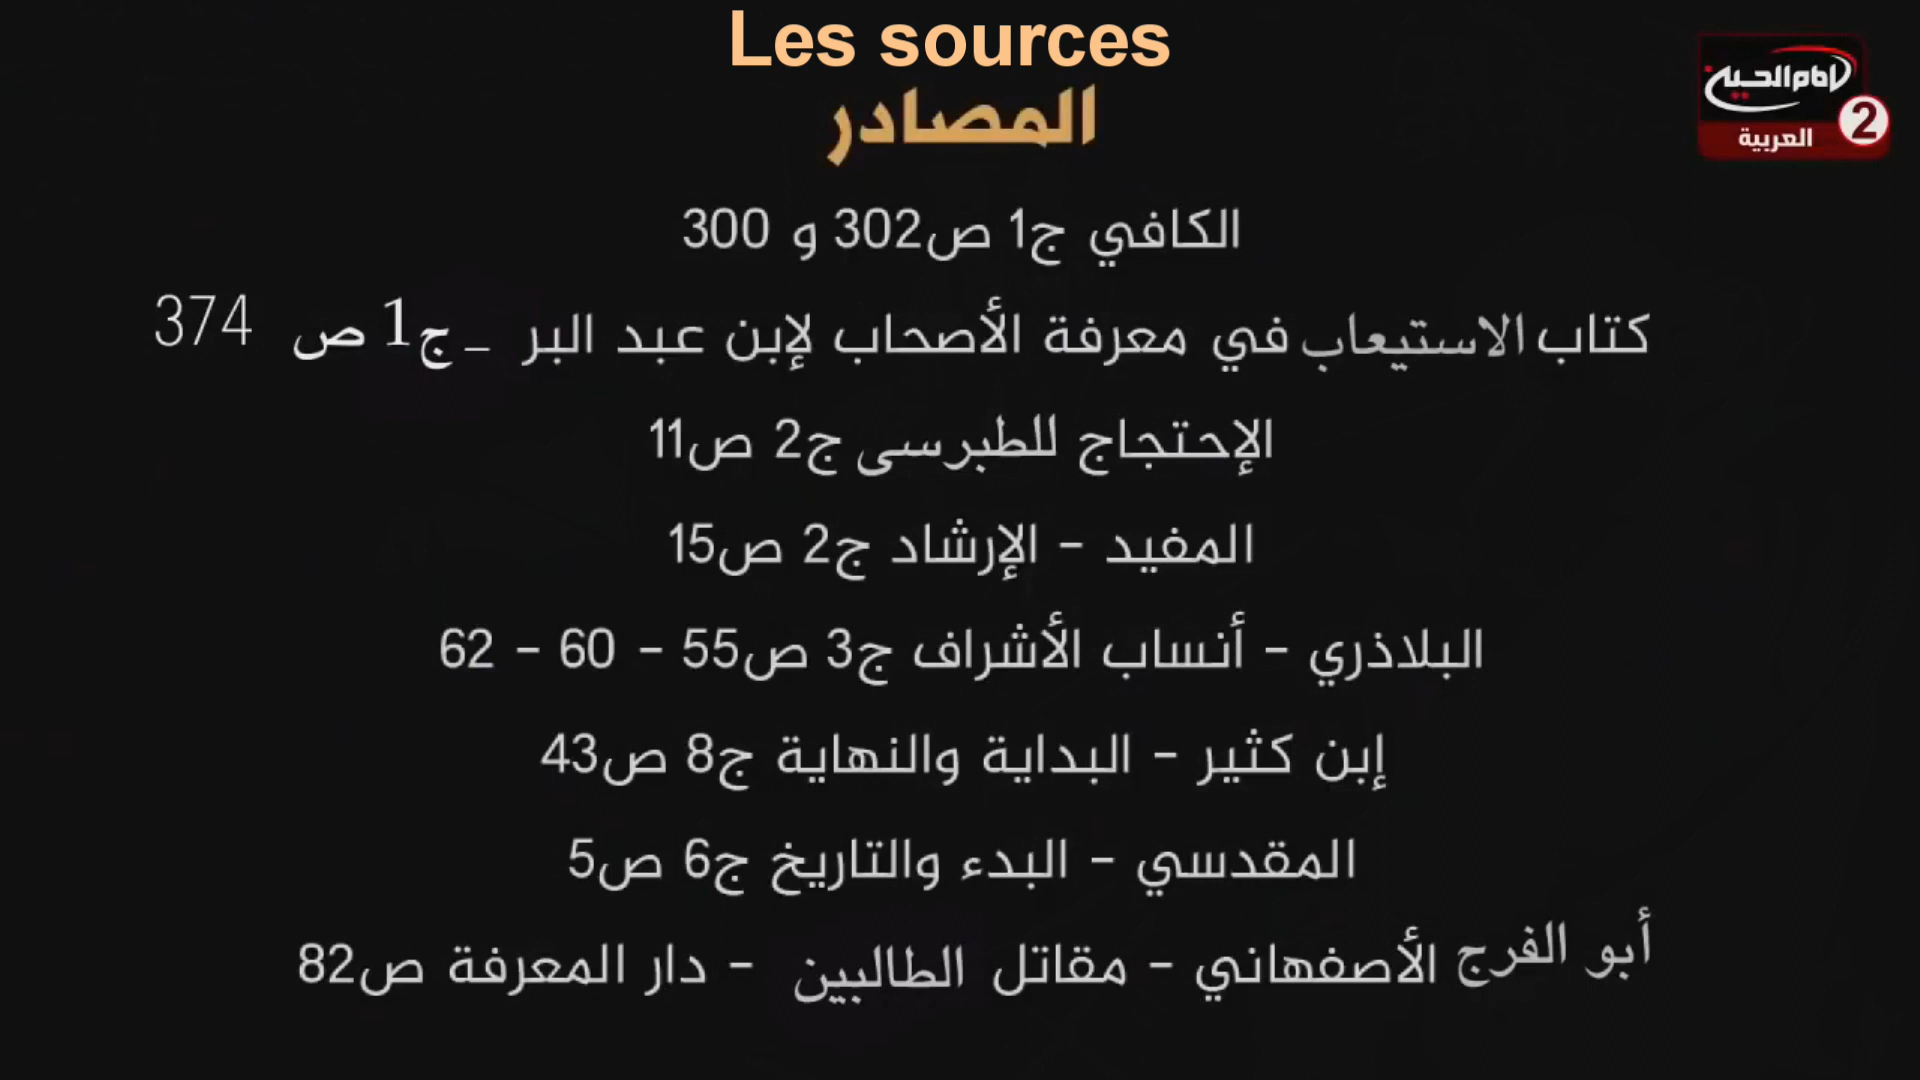 Les sources
المصادر
الإمام الحسين
2
العربية
الكافي ج1 ص302 و 300
كتاب الاستيعاب في معرفة الأصحاب لإبن عبد البر _ ج1 ص 374
الإحتجاج للطبرسى ج2 ص11
المفيد - الإرشاد ج2 ص15
البلاذري - أنساب الأشراف ج3 ص55 - 60 - 62
إبن كثير - البداية والنهاية ج8 ص43
المقدسي - البدء والتاريخ ج6 ص5
أبو الفرج الأصفهاني - مقاتل الطالبين - دار المعرفة ص82